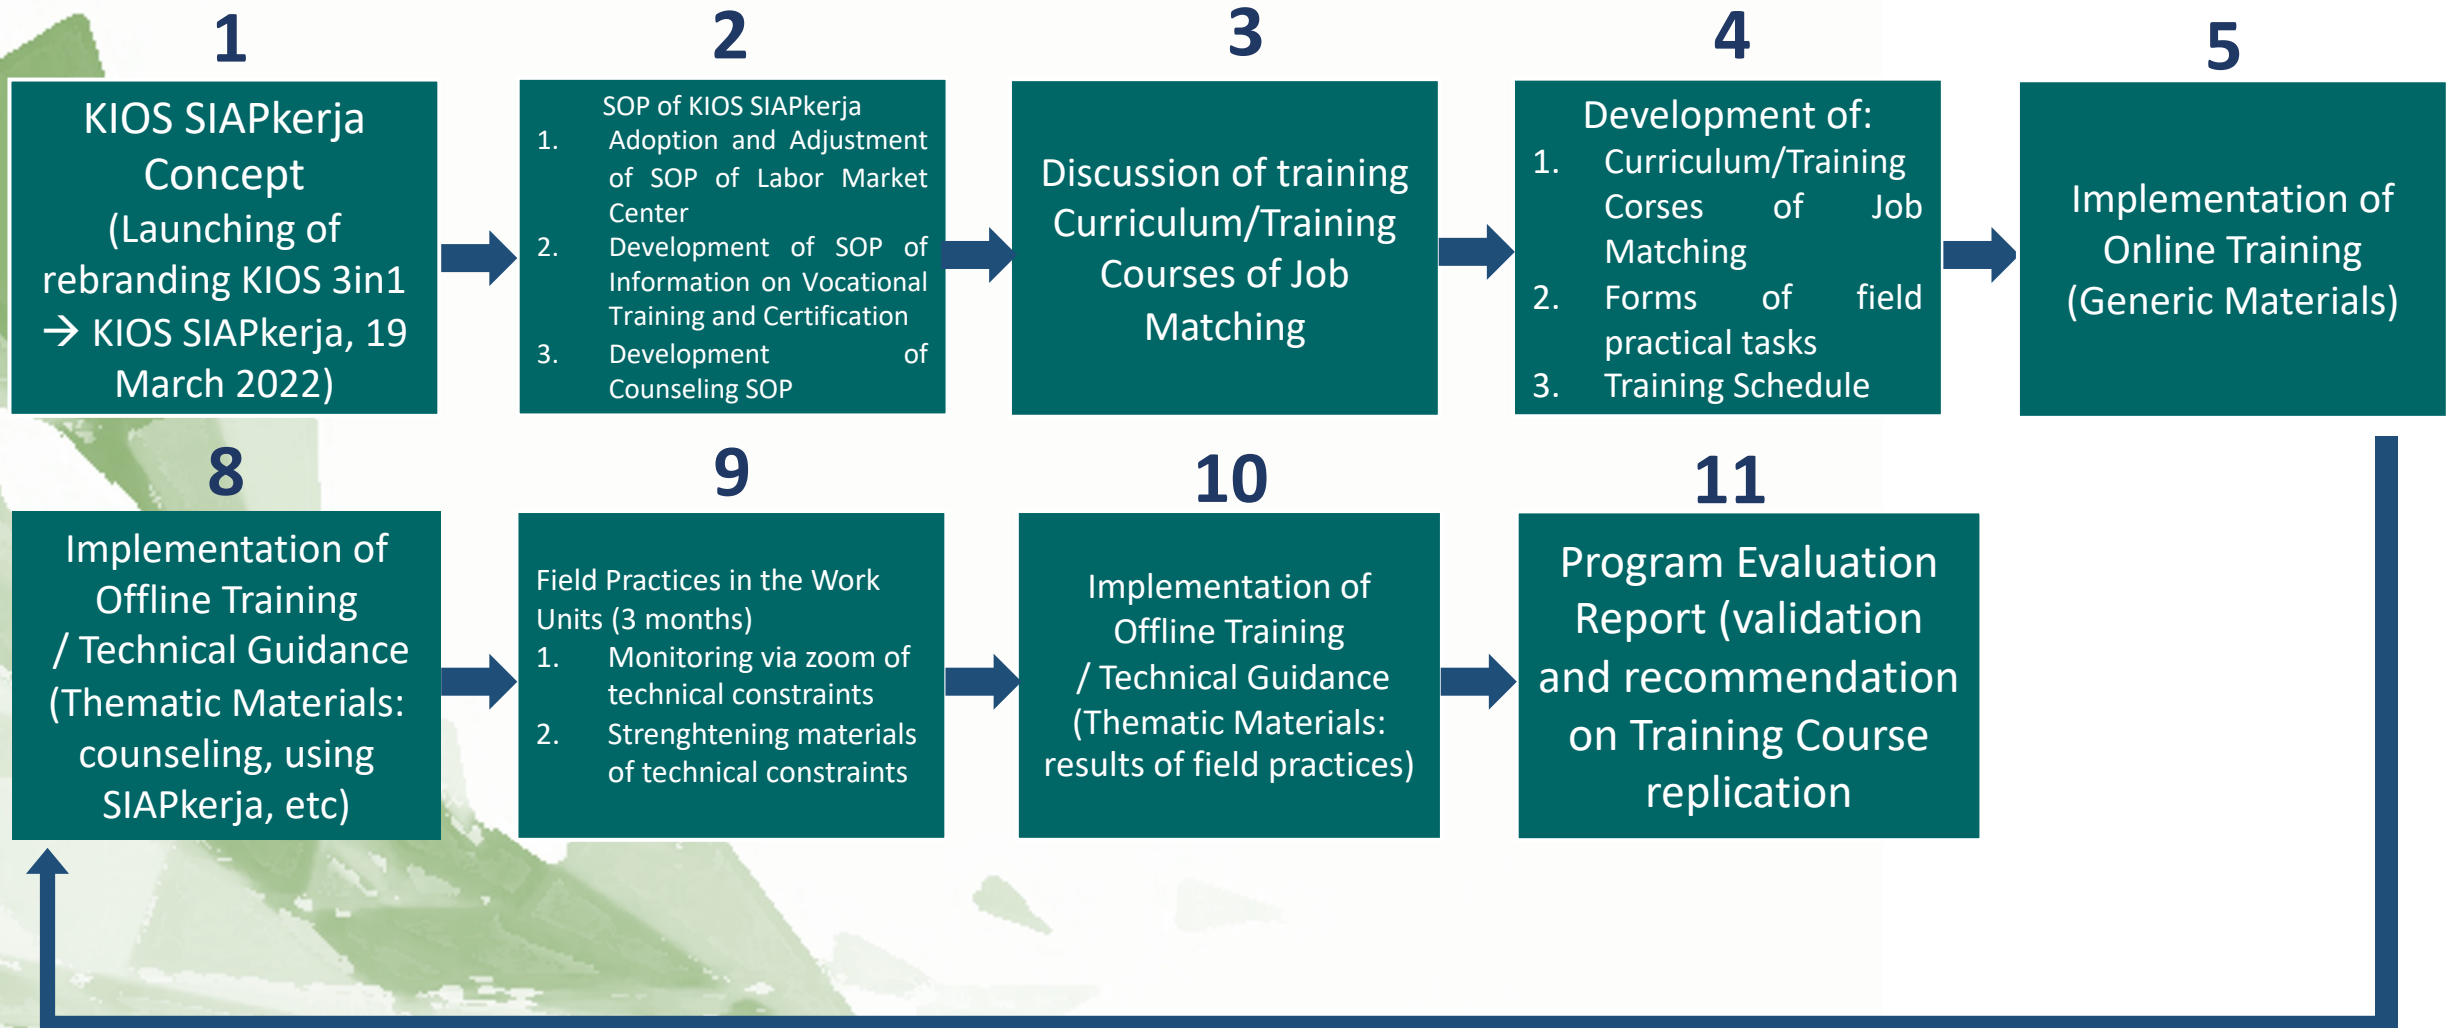 1
KIOS SIAPkerja
Concept
(Launching of
rebranding KIOS 3in1
→ KIOS SIAPkerja, 19
March 2022)
2
SOP of KIOS SIAPkerja
1. Adoption and Adjustment
of SOP of Labor Market
Center
2. Development of SOP of
Information on Vocational
Training and Certification
3. Development of
Counseling SOP
3
Discussion of training
Curriculum/Training
Courses of Job
Matching
4
Development of:
1. Curriculum/Training
Corses of Job
Matching
2. Forms of field
practical tasks
3. Training Schedule
5
Implementation of
Online Training
(Generic Materials)
8
Implementation of
Offline Training
/ Technical Guidance
(Thematic Materials:
counseling, using
SIAPkerja, etc)
9
Field Practices in the Work
Units (3 months)
1. Monitoring via zoom of
technical constraints
2. Strenghtening materials
of technical constraints
10
Implementation of
Offline Training
/ Technical Guidance
(Thematic Materials:
results of field practices)
11
Program Evaluation
Report (validation
and recommendation
on Training Course
replication